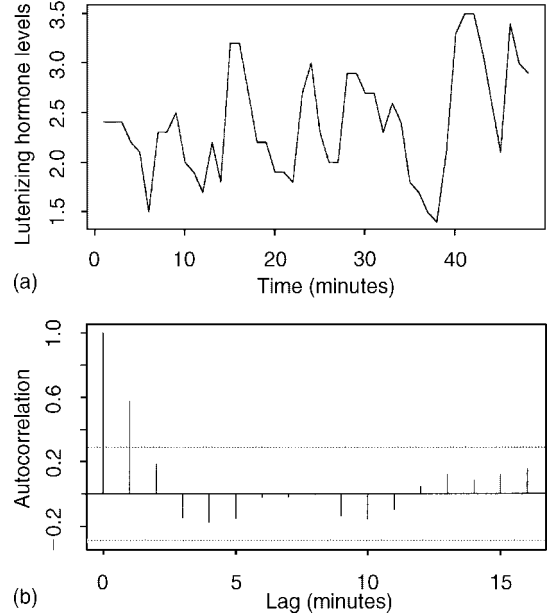 Lutenizing hormone levels
3.5
3.0
2.5
2.0
1.5
0 10 20 30 40
Time (minutes)
(a)
Autocorrelation
1.0
0.6
0.2
−0.2
0 5 10 15
Lag (minutes)
(b)